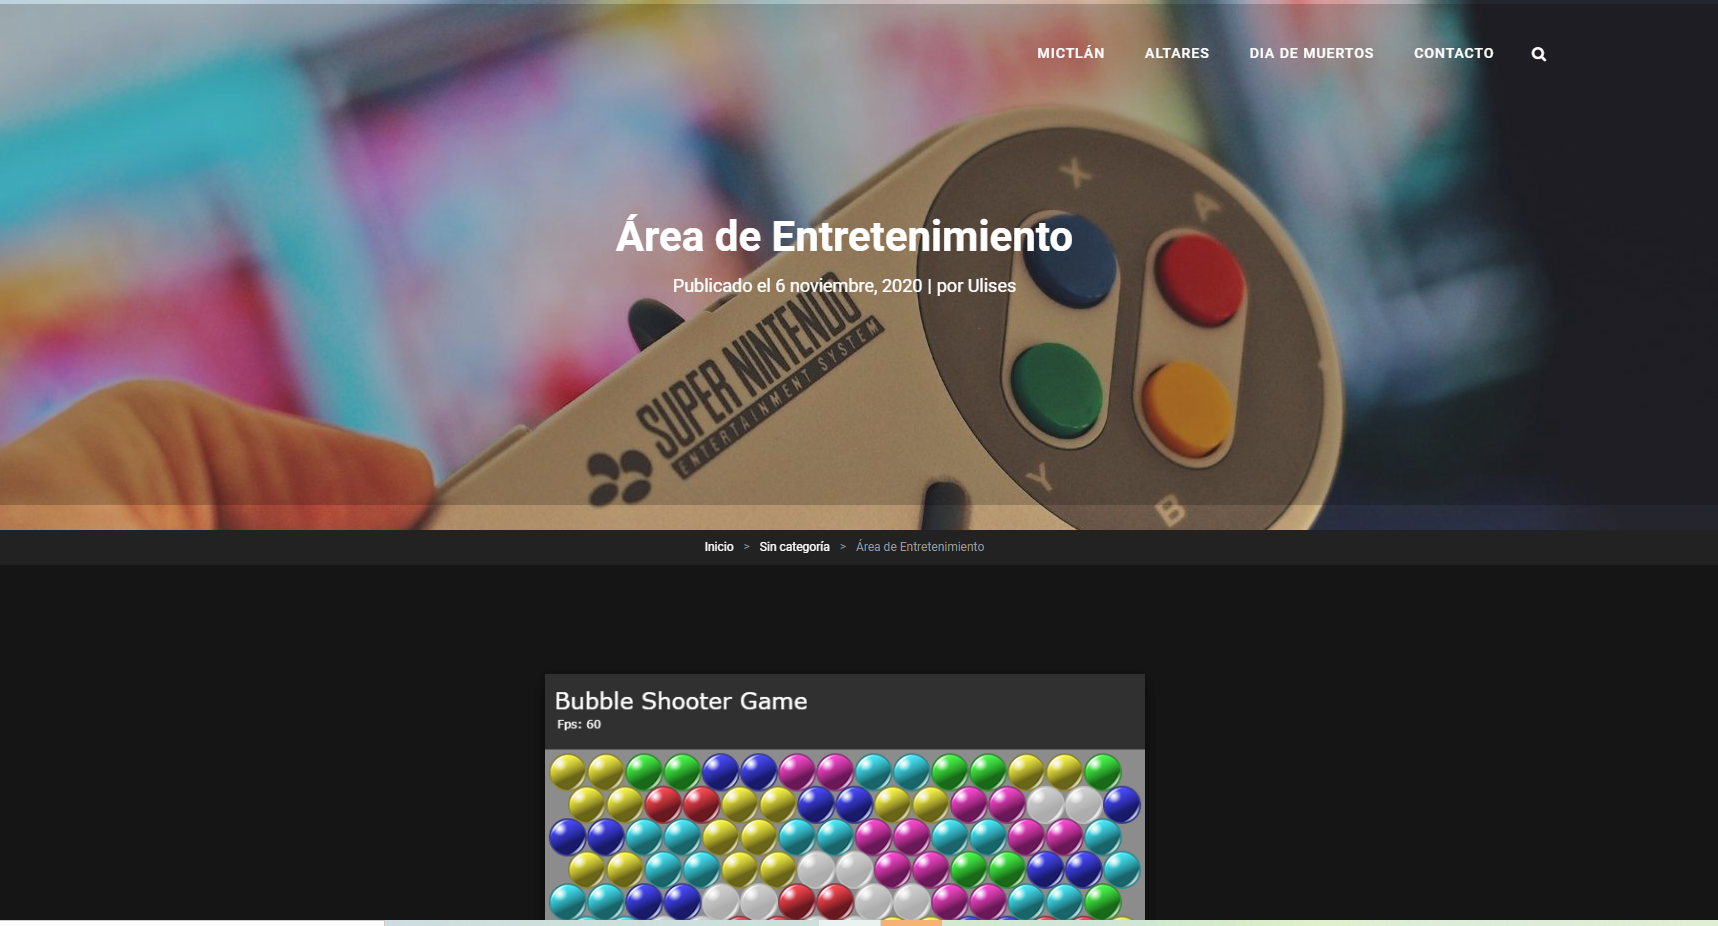 MICTLÁN ALTARES DIA DE MUERTOS CONTACTO
Área de Entretenimiento
Publicado el 6 noviembre, 2020 | por Ulises
X
A
SUPER NINTENDO
ENTERTAINMENT SYSTEM
Y
B
Inicio > Sin categoría > Área de Entretenimiento
Bubble Shooter Game
Fps: 60